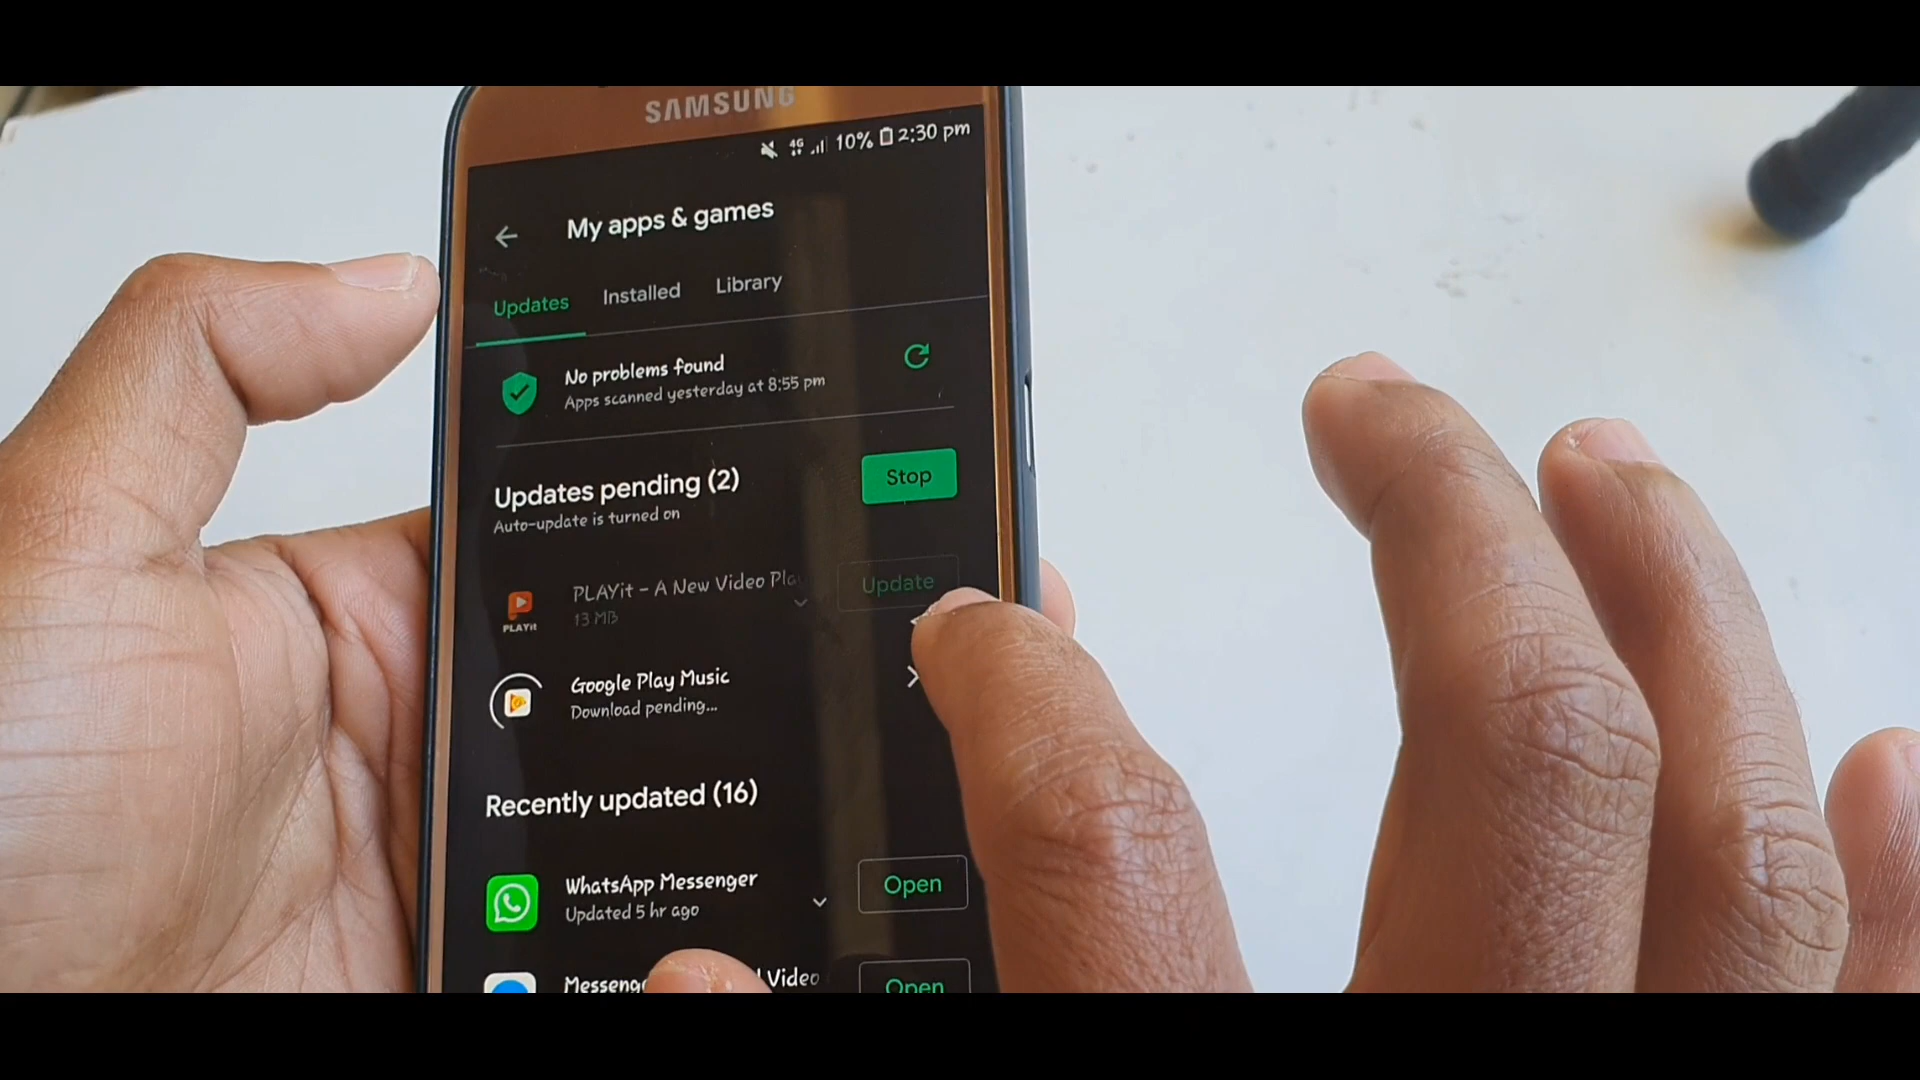 SAMSUNG
4G 10% 2:30 pm
My apps & games
Updates Installed Library
No problems found
Apps scanned yesterday at 8:55 pm
Updates pending (2)
Stop
Auto-update is turned on
PLAYit - A New Video Pla
Update
13 MB
PLAYit
Google Play Music
Download pending...
Recently updated (16)
WhatsApp Messenger
Open
Updated 5 hr ago
Video
Open